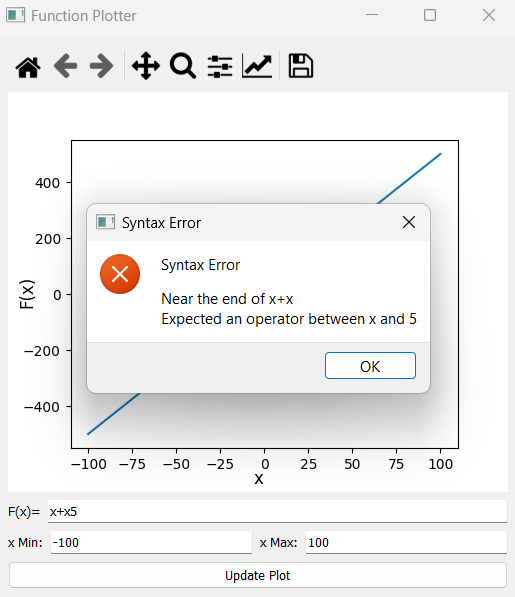 Function Plotter
400
200
0
−200
−400
F(x)
Syntax Error
Syntax Error
Near the end of x+x
Expected an operator between x and 5
OK
−100 −75 −50 −25 0 25 50 75 100
x
F(x)= x+x5
x Min: -100 x Max: 100
Update Plot